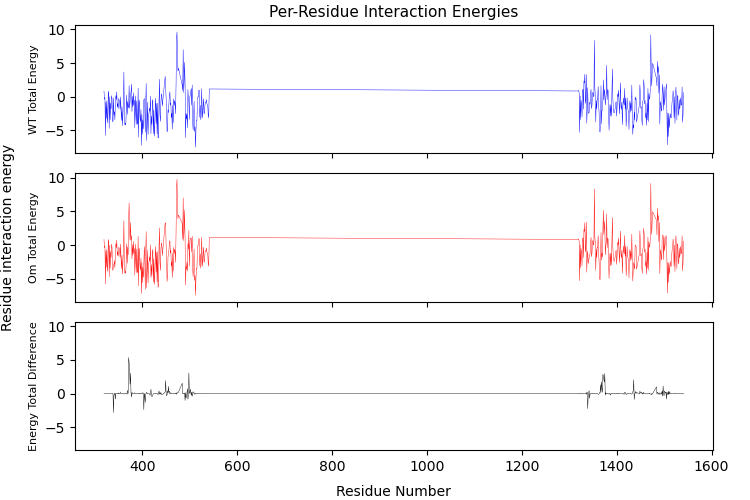 Per-Residue Interaction Energies
10
5
0
−5
WT Total Energy
10
5
0
−5
Om Total Energy
Residue interaction energy
10
5
0
−5
Energy Total Difference
400 600 800 1000 1200 1400 1600
Residue Number